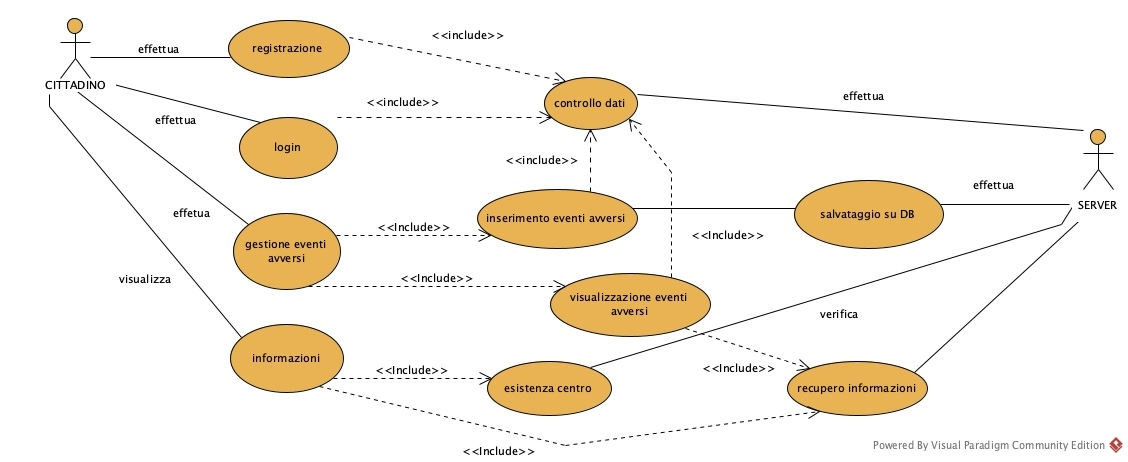 <<include>>
effettua
registrazione
CITTADINO
effettua
<<include>>
controllo dati
effettua
effettua
login
<<include>>
effettua
SERVER
effetua
inserimento eventi avversi
salvataggio su DB
gestione eventi
avversi
<<Include>>
<<Include>>
visualizza
<<Include>>
visualizzazione eventi
avversi
verifica
informazioni
<<Include>>
<<Include>>
esistenza centro
recupero informazioni
<<Include>>
Powered By Visual Paradigm Community Edition